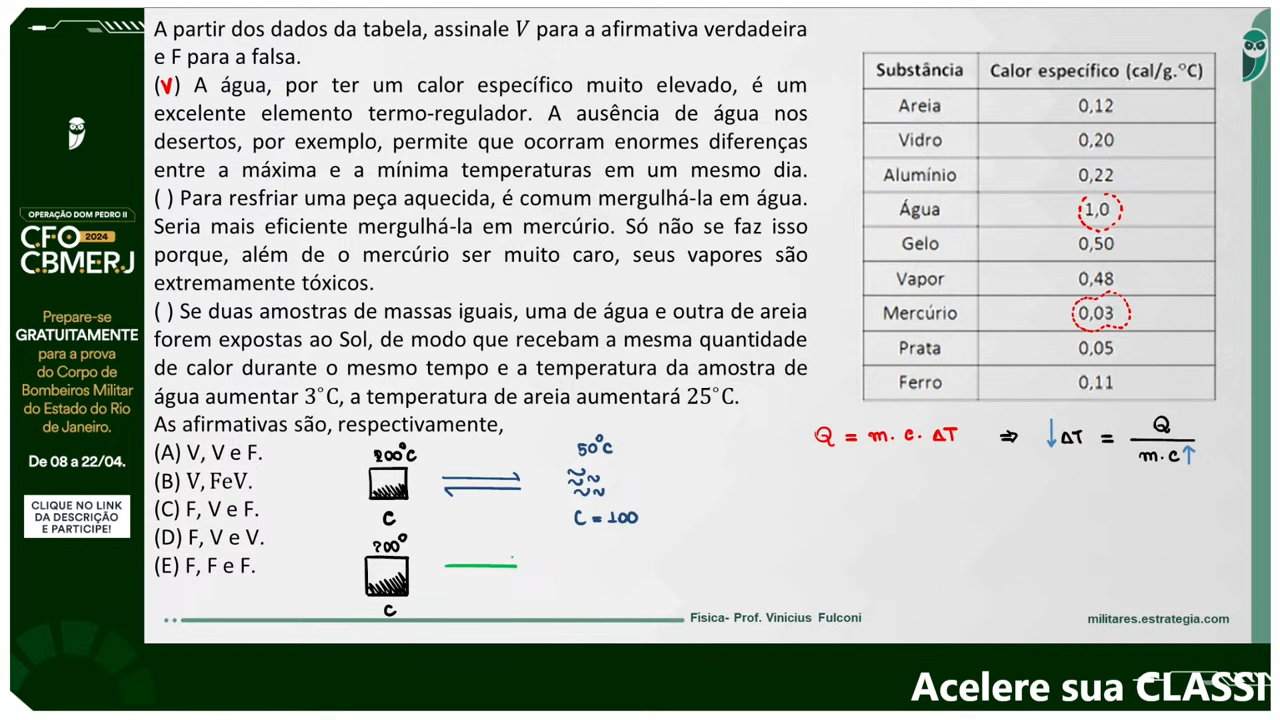 A partir dos dados da tabela, assinale V para a afirmativa verdadeira
e F para a falsa.
(V) A água, por ter um calor específico muito elevado, é um
excelente elemento termo-regulador. A ausência de água nos
desertos, por exemplo, permite que ocorram enormes diferenças
entre a máxima e a mínima temperaturas em um mesmo dia.
( ) Para resfriar uma peça aquecida, é comum mergulhá-la em água.
Seria mais eficiente mergulhá-la em mercúrio. Só não se faz isso
porque, além de o mercúrio ser muito caro, seus vapores são
extremamente tóxicos.
( ) Se duas amostras de massas iguais, uma de água e outra de areia
forem expostas ao Sol, de modo que recebam a mesma quantidade
de calor durante o mesmo tempo e a temperatura da amostra de
água aumentar 3°C, a temperatura de areia aumentará 25°C.
As afirmativas são, respectivamente,
(A) V, V e F.
(B) V, FeV.
(C) F, V e F.
(D) F, V e V.
(E) F, F e F.
200°C
C
50°C
C = 100
200°
C
Substância Calor específico (cal/g.°C)
Areia 0,12
Vidro 0,20
Alumínio 0,22
Água 1,0
Gelo 0,50
Vapor 0,48
Mercúrio 0,03
Prata 0,05
Ferro 0,11
Q = m. c. ΔT ⇒ ↓ΔT = Q
m.c↑
OPERAÇÃO DOM PEDRO II
CFO 2024
CBMERJ
Prepare-se
GRATUITAMENTE
para a prova
do Corpo de
Bombeiros Militar
do Estado do Rio
de Janeiro.
De 08 a 22/04.
CLIQUE NO LINK
DA DESCRIÇÃO
E PARTICIPE!
Física- Prof. Vinícius Fulconi
militares.estrategia.com
Acelere sua CLASSI